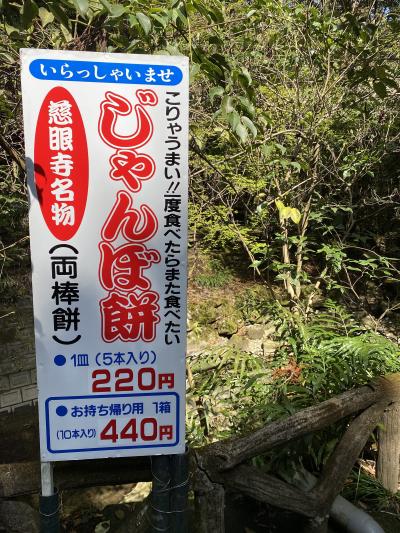 いらっしゃいませ
こりゃうまい!!一度食べたらまた食べたい
じゃんぼ餅
慈眼寺名物
(両棒餅)
● 1皿(5本入り)
220円
● お持ち帰り用 1箱
(10本入り) 440円